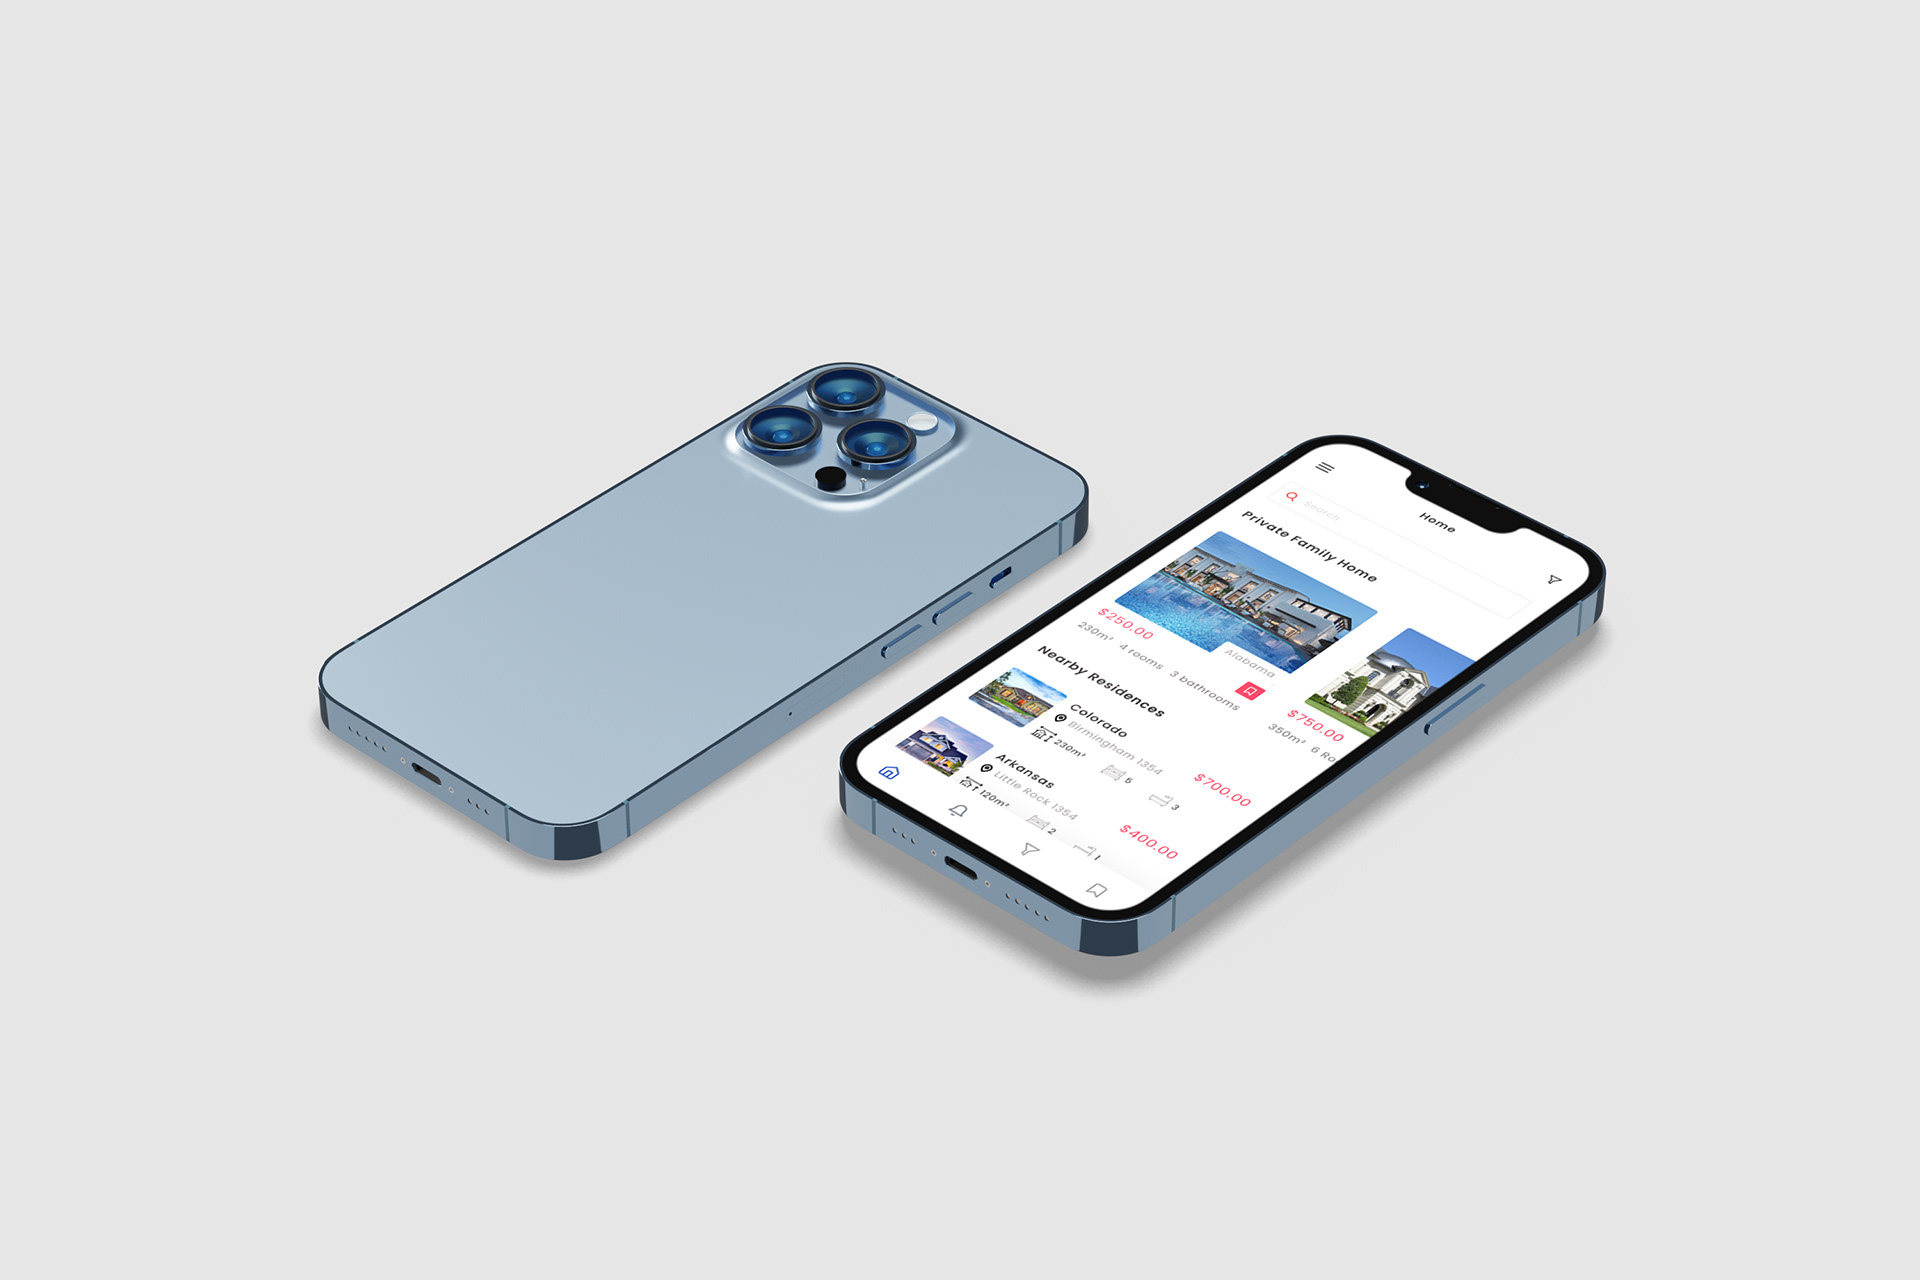 Home
Search
Private Family Home
Alabama
$250.00
230m² 4 rooms 3 bathrooms
$750.00
350m² 6 Ro
Nearby Residences
Colorado
Birmingham 1354
230m² 5 3
$700.00
Arkansas
Little Rock 1354
120m² 2 1
$400.00